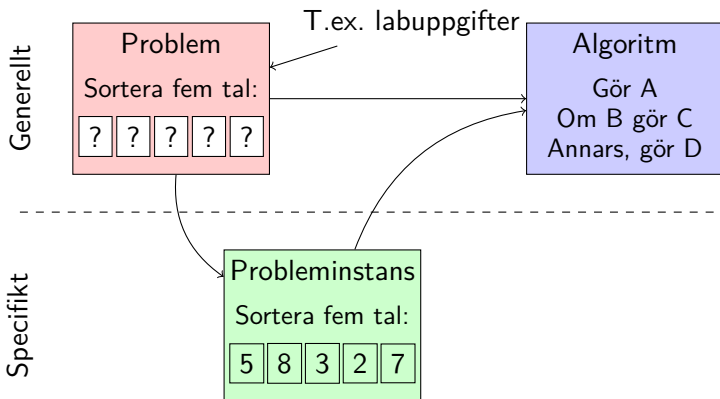 T.ex. labuppgifter
Generellt
Problem
Sortera fem tal:
? ? ? ? ?
Algoritm
Gör A
Om B gör C
Annars, gör D
Specifikt
Probleminstans
Sortera fem tal:
5 8 3 2 7